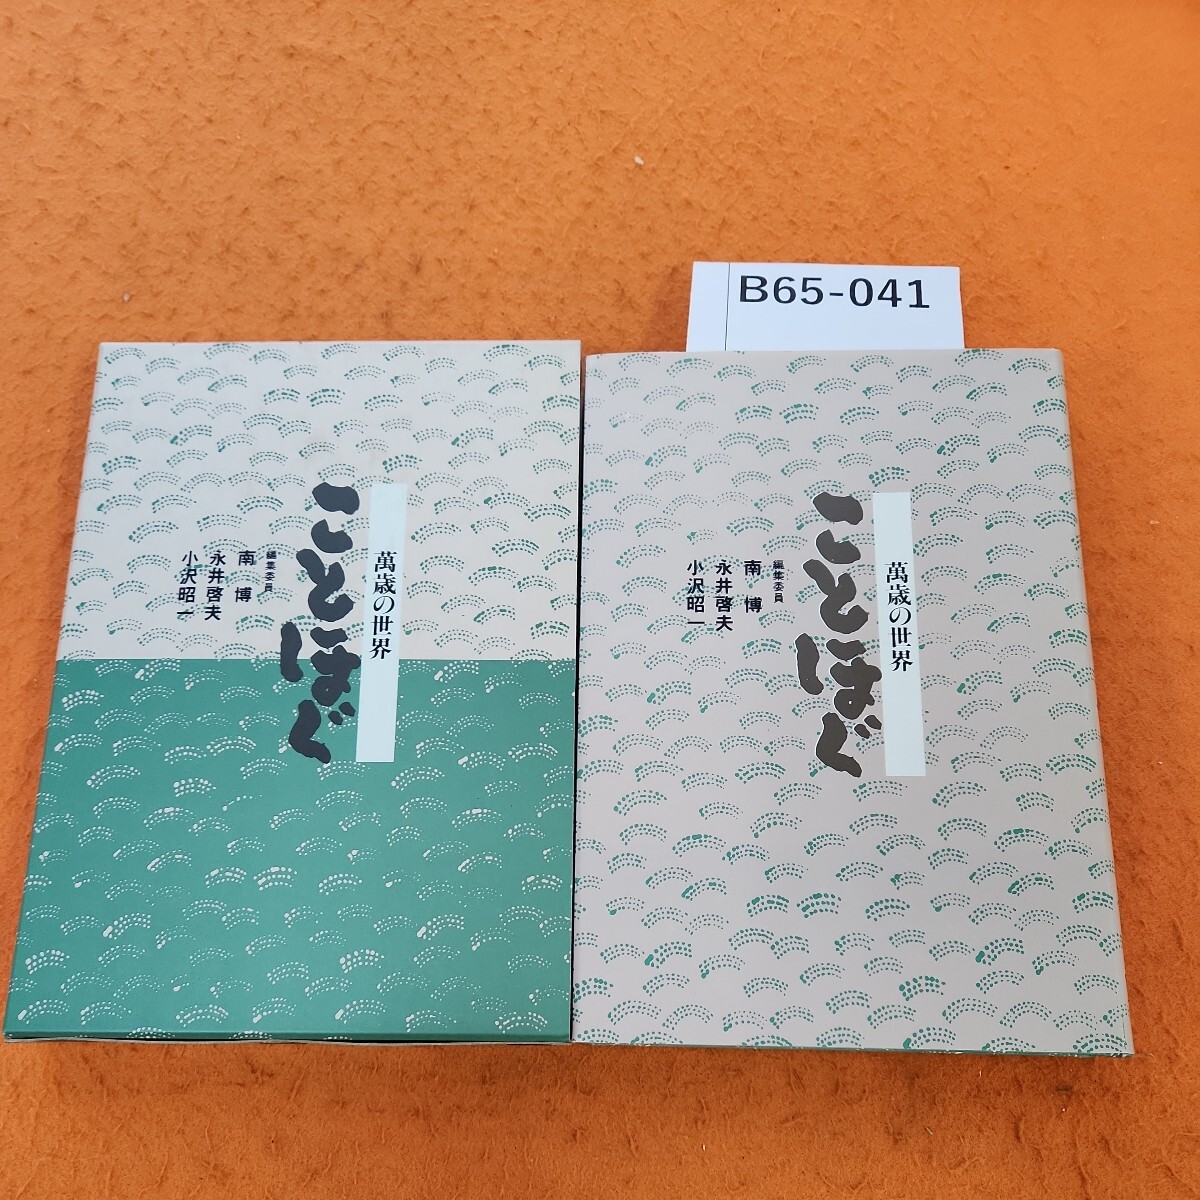 B65-041
萬歳の世界
ことほぐ
編集委員
南 博
永井啓夫
小沢昭一
萬歳の世界
ことほぐ
編集委員
南 博
永井啓夫
小沢昭一